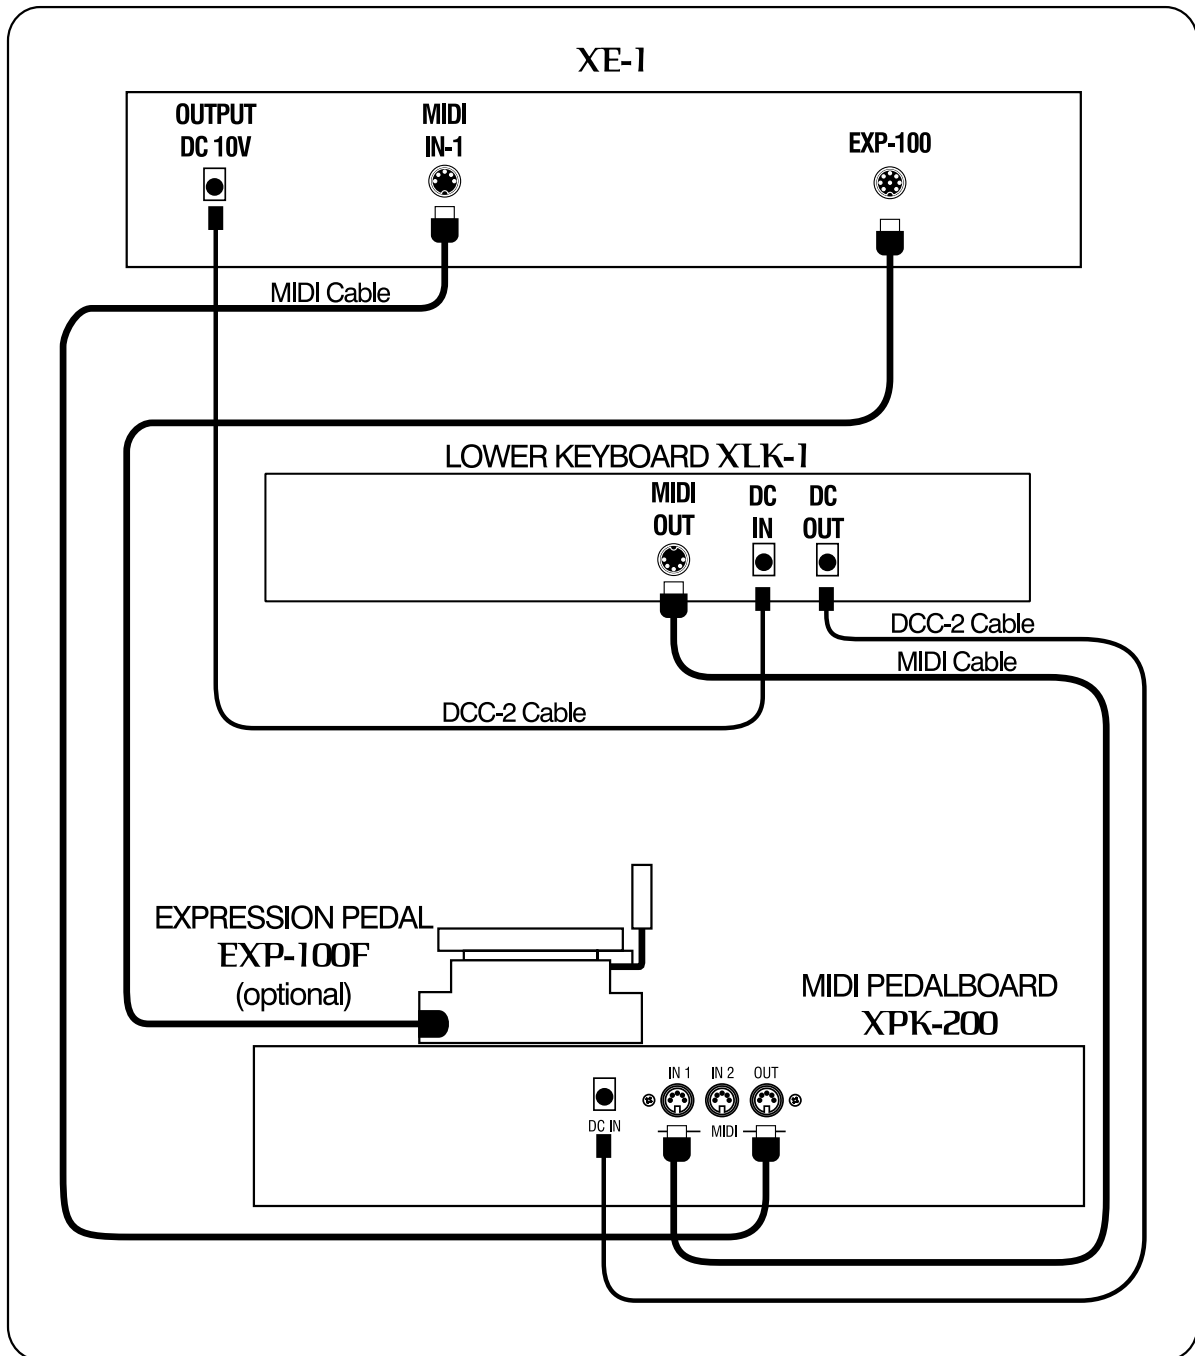 XE-1
OUTPUT
DC 10V
MIDI
IN-1
EXP-100
MIDI Cable
LOWER KEYBOARD XLK-1
MIDI
OUT
DC
IN
DC
OUT
DCC-2 Cable
MIDI Cable
DCC-2 Cable
EXPRESSION PEDAL
EXP-100F
(optional)
MIDI PEDALBOARD
XPK-200
IN 1
IN 2
OUT
DC IN
MIDI